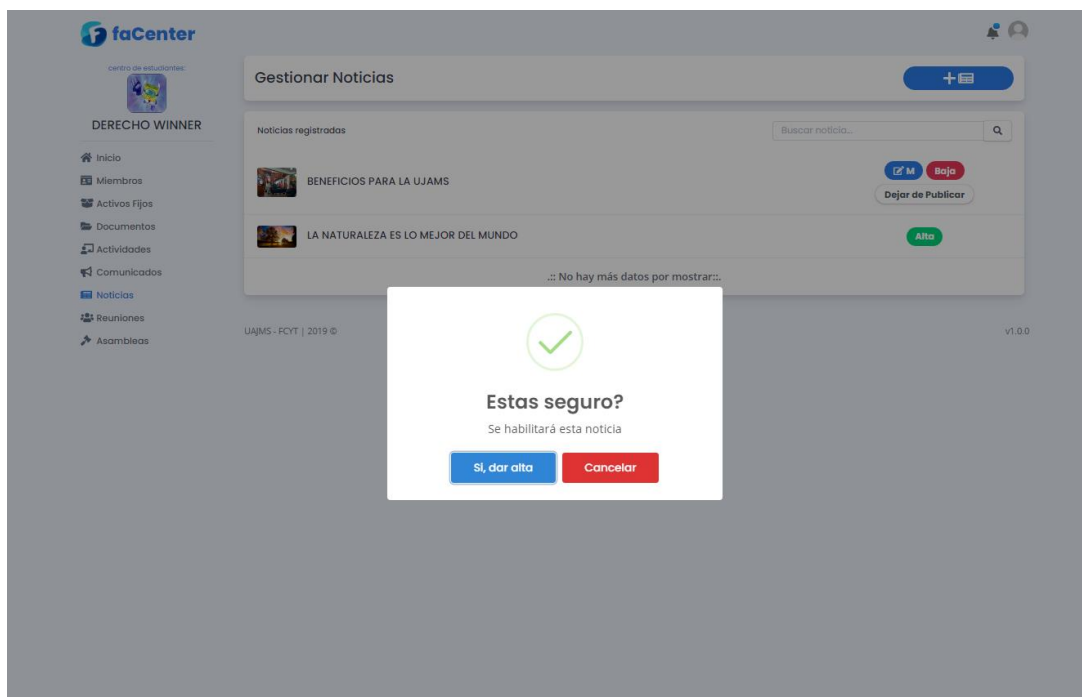 faCenter
centro de estudiantes:
DERECHO WINNER
Inicio
Miembros
Activos Fijos
Documentos
Actividades
Comunicados
Noticias
Reuniones
Asambleas
Gestionar Noticias
Noticias registradas
Buscar noticia...
BENEFICIOS PARA LA UJAMS
M
Baja
Dejar de Publicar
LA NATURALEZA ES LO MEJOR DEL MUNDO
Alta
.:: No hay más datos por mostrar::.
UAJMS - FCYT | 2019 ©
v1.0.0
Estas seguro?
Se habilitará esta noticia
Si, dar alta
Cancelar